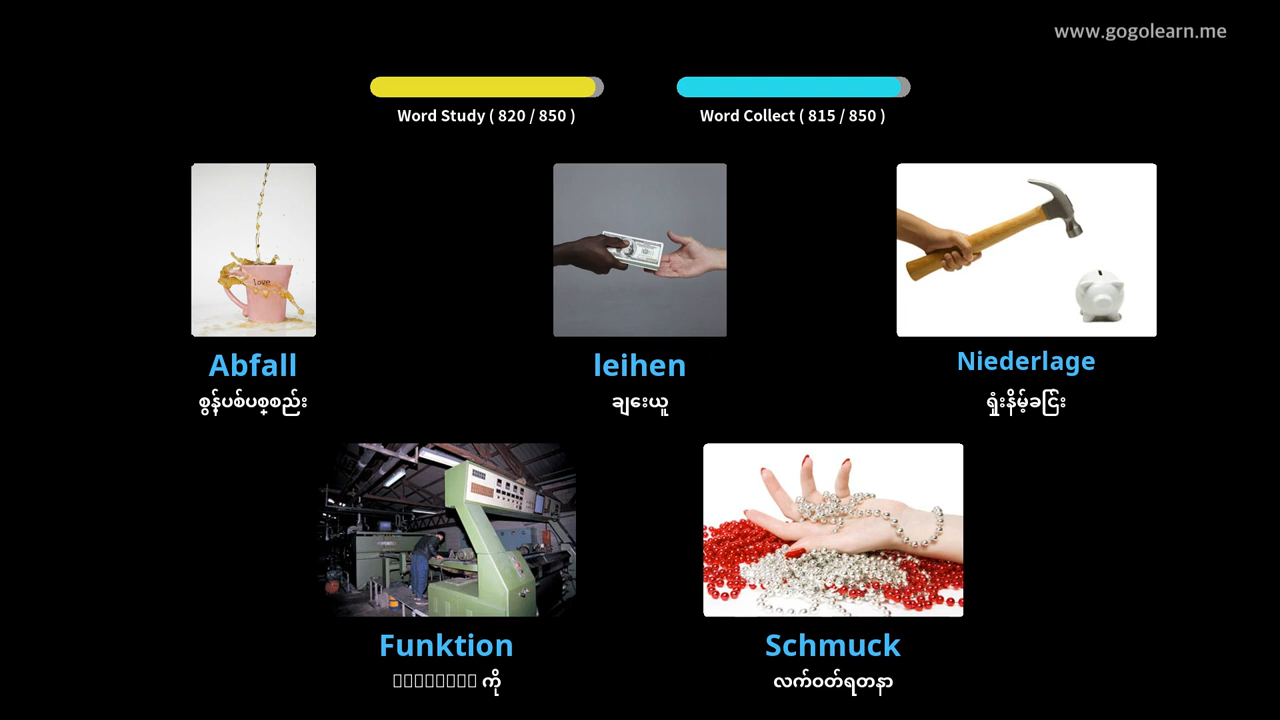 www.gogolearn.me
Word Study ( 820 / 850 )
Word Collect ( 815 / 850 )
love
Abfall
leihen
Niederlage
စွန့်ပစ်ပစ္စည်း
ချေးယူ
ရှုံးနိမ့်ခြင်း
Funktion
Schmuck
ကို
လက်ဝတ်ရတနာ